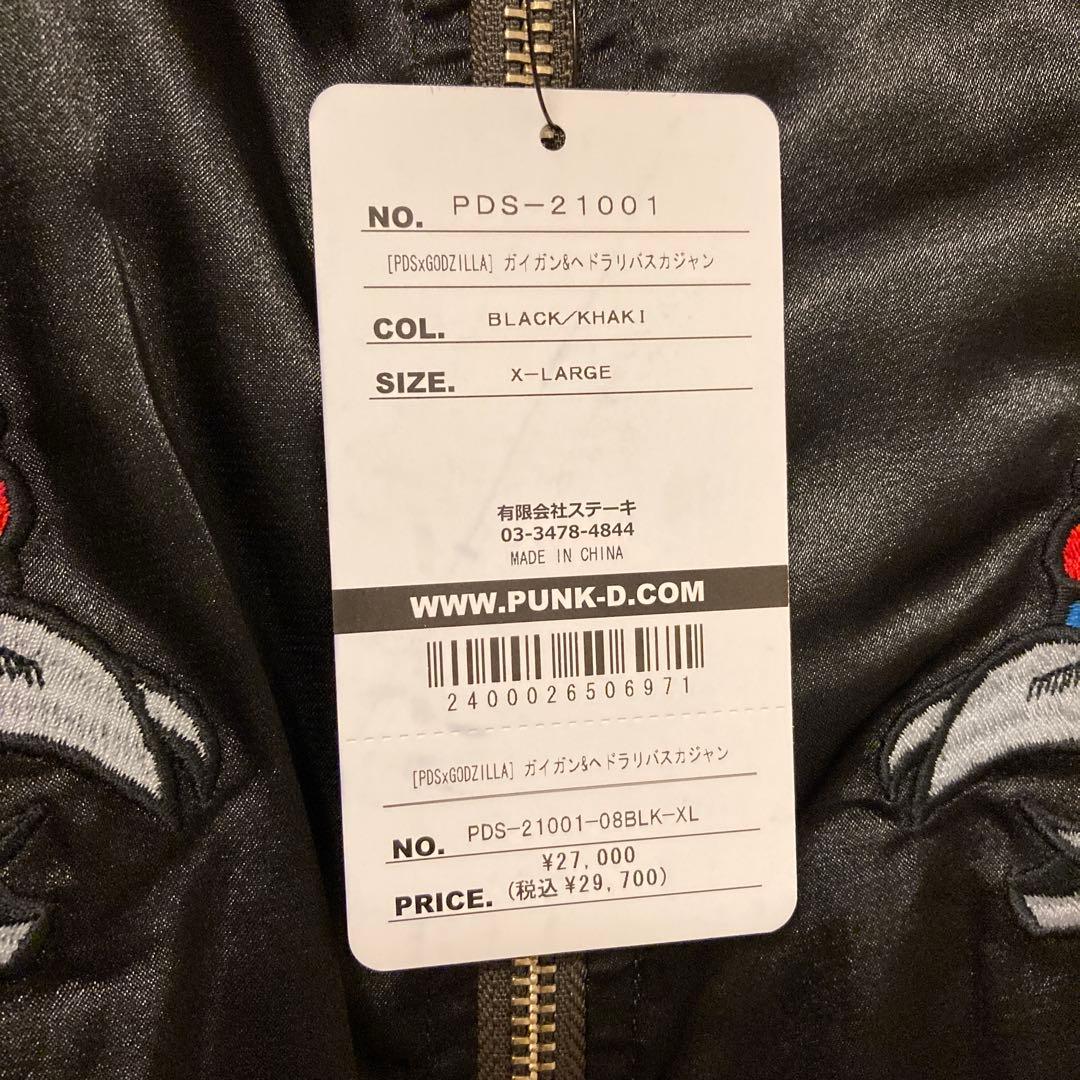 NO. PDS-21001
[PDSxGODZILLA] ガイガン&ヘドラリバスカジャン
COL. BLACK/KHAKI
SIZE. X-LARGE
有限会社ステーキ
03-3478-4844
MADE IN CHINA
WWW.PUNK-D.COM
2400026506971
[PDSxGODZILLA] ガイガン&ヘドラリバスカジャン
NO. PDS-21001-08BLK-XL
¥27,000
PRICE. (税込 ¥29,700)